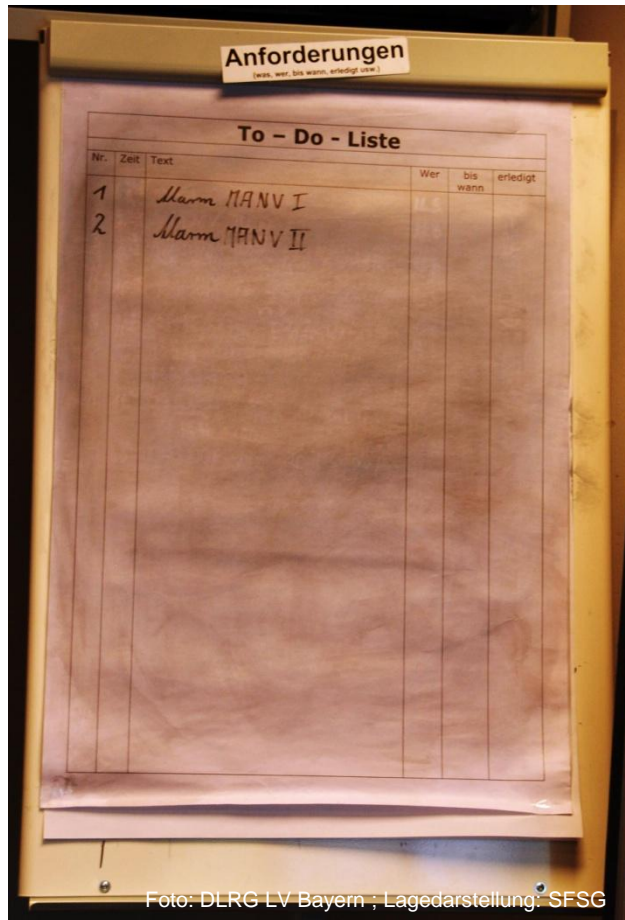 Anforderungen
(was, wer, bis wann, erledigt usw.)
To – Do - Liste
Nr. Zeit Text Wer bis wann erledigt
1 Alarm MANV I
2 Alarm MANV II
Foto: DLRG LV Bayern ; Lagedarstellung: SFSG